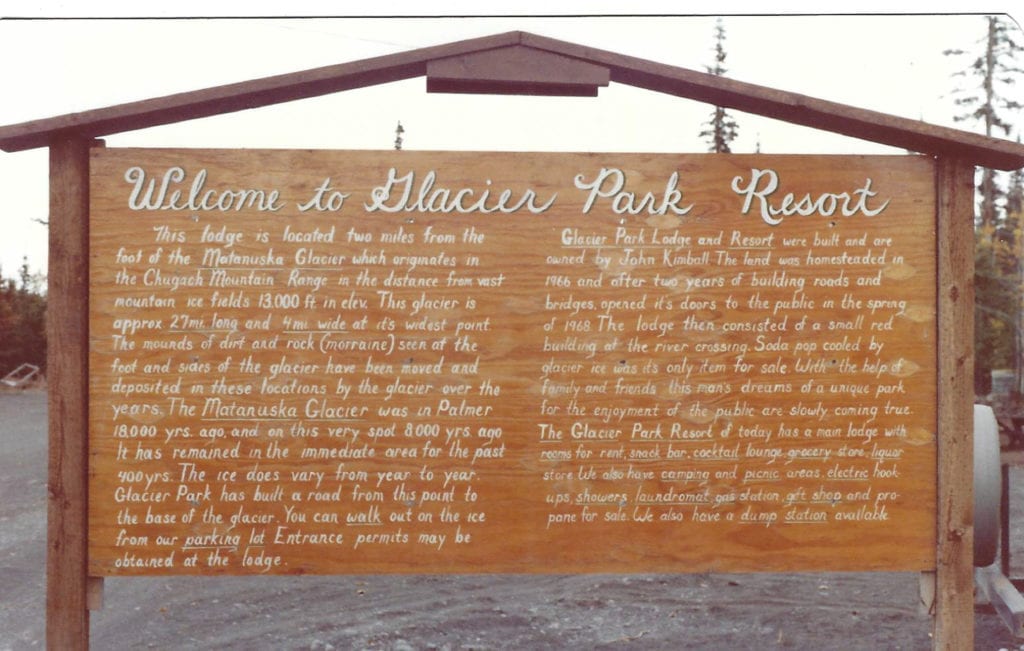 Welcome to Glacier Park Resort
This lodge is located two miles from the
foot of the Matanuska Glacier which originates in
the Chugach Mountain Range in the distance from vast
mountain ice fields 13,000 ft in elev. This glacier is
approx 27mi. long and 4mi wide at it's widest point.
The mounds of dirt and rock (morraine) seen at the
foot and sides of the glacier have been moved and
deposited in these locations by the glacier over the
years. The Matanuska Glacier was in Palmer
18,000 yrs. ago, and on this very spot 8,000 yrs. ago
It has remained in the immediate area for the past
400 yrs. The ice does vary from year to year.
Glacier Park has built a road from this point to
the base of the glacier. You can walk out on the ice
from our parking lot Entrance permits may be
obtained at the lodge.
Glacier Park Lodge and Resort were built and are
owned by John Kimball The land was homesteaded in
1966 and after two years of building roads and
bridges, opened it's doors to the public in the spring
of 1968. The lodge then consisted of a small red
building at the river crossing. Soda pop cooled by
glacier ice was its only item for sale. With the help of
family and friends this man's dreams of a unique park
for the enjoyment of the public are slowly coming true.
The Glacier Park Resort of today has a main lodge with
rooms for rent, snack bar, cocktail lounge, grocery store, liquor
store. We also have camping and picnic areas, electric hook-
ups, showers, laundromat, gas station, gift shop and pro-
pane for sale. We also have a dump station available